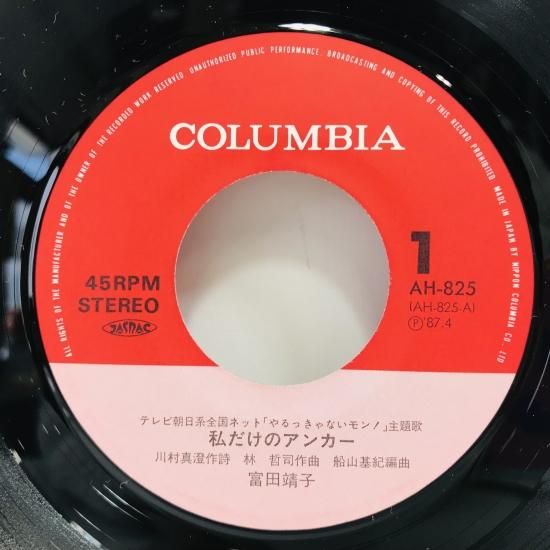 ALL RIGHTS OF THE MANUFACTURER AND OF THE OWNER OF THE RECORDED WORK RESERVED. UNAUTHORIZED PUBLIC PERFORMANCE, BROADCASTING AND COPYING OF THIS RECORD PROHIBITED. MADE IN JAPAN BY NIPPON COLUMBIA CO., LTD
COLUMBIA
1
45RPM
STEREO
JASRAC
AH-825
(AH-825-A)
Ⓟ'87.4
テレビ朝日系全国ネット「やるっきゃないモン!」主題歌
私だけのアンカー
川村真澄作詩 林 哲司作曲 船山基紀編曲
富田靖子